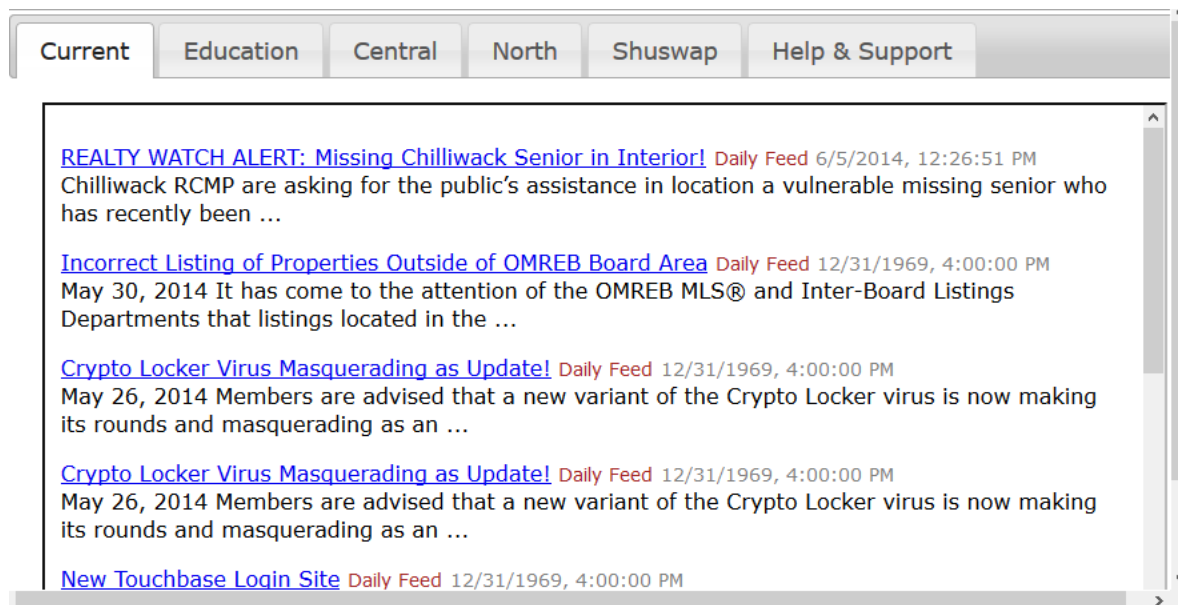 Current Education Central North Shuswap Help & Support
REALTY WATCH ALERT: Missing Chilliwack Senior in Interior! Daily Feed 6/5/2014, 12:26:51 PM
Chilliwack RCMP are asking for the public’s assistance in location a vulnerable missing senior who
has recently been ...
Incorrect Listing of Properties Outside of OMREB Board Area Daily Feed 12/31/1969, 4:00:00 PM
May 30, 2014 It has come to the attention of the OMREB MLS® and Inter-Board Listings
Departments that listings located in the ...
Crypto Locker Virus Masquerading as Update! Daily Feed 12/31/1969, 4:00:00 PM
May 26, 2014 Members are advised that a new variant of the Crypto Locker virus is now making
its rounds and masquerading as an ...
Crypto Locker Virus Masquerading as Update! Daily Feed 12/31/1969, 4:00:00 PM
May 26, 2014 Members are advised that a new variant of the Crypto Locker virus is now making
its rounds and masquerading as an ...
New Touchbase Login Site Daily Feed 12/31/1969, 4:00:00 PM